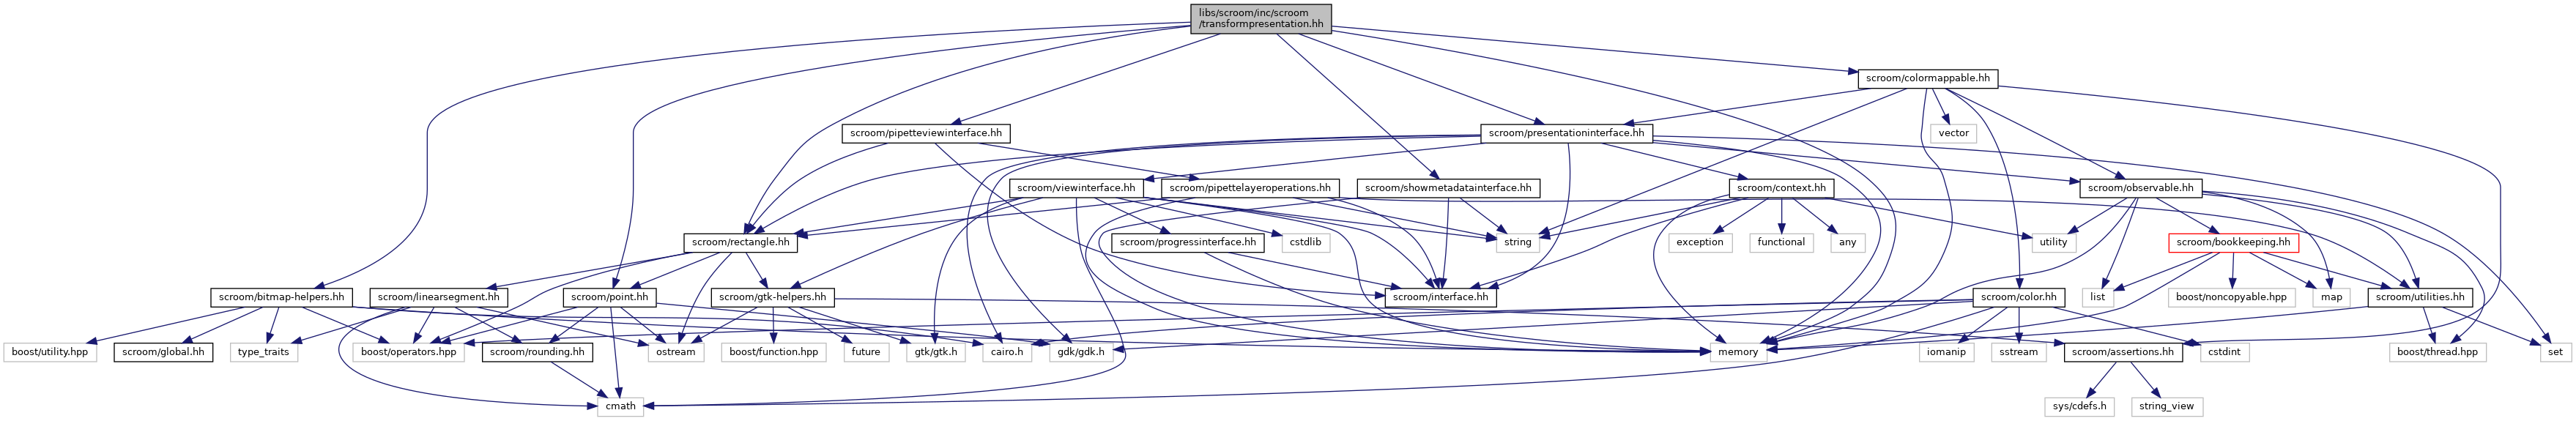 libs/scroom/inc/scroom
/transformpresentation.hh
scroom/colormappable.hh
scroom/pipetteviewinterface.hh
scroom/presentationinterface.hh
vector
scroom/viewinterface.hh
scroom/pipettelayeroperations.hh
scroom/showmetadatainterface.hh
scroom/context.hh
scroom/observable.hh
scroom/rectangle.hh
scroom/progressinterface.hh
cstdlib
string
exception
functional
any
utility
scroom/bookkeeping.hh
scroom/bitmap-helpers.hh
scroom/linearsegment.hh
scroom/point.hh
scroom/gtk-helpers.hh
scroom/interface.hh
scroom/color.hh
list
boost/noncopyable.hpp
map
scroom/utilities.hh
boost/utility.hpp
scroom/global.hh
type_traits
boost/operators.hpp
scroom/rounding.hh
ostream
boost/function.hpp
future
gtk/gtk.h
cairo.h
gdk/gdk.h
memory
iomanip
sstream
scroom/assertions.hh
cstdint
boost/thread.hpp
set
cmath
sys/cdefs.h
string_view